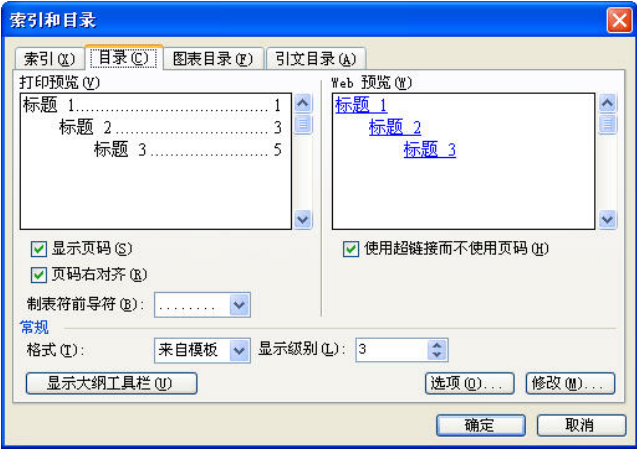 索引和目录
索引(X) 目录(C) 图表目录(F) 引文目录(A)
打印预览(V) Web 预览(W)
标题 1.................................... 1 标题 1
标题 2............................. 3 标题 2
标题 3...................... 5 标题 3
显示页码(S) 使用超链接而不使用页码(H)
页码右对齐(R)
制表符前导符(B): ........
常规
格式(T): 来自模板 显示级别(L): 3
显示大纲工具栏(U) 选项(O)... 修改(M)...
确定 取消